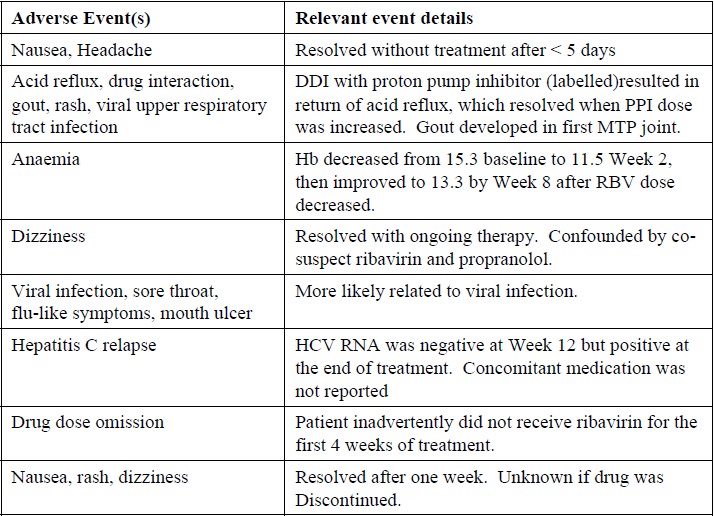 Adverse Event(s)
Relevant event details
Nausea, Headache
Resolved without treatment after < 5 days
Acid reflux, drug interaction,
gout, rash, viral upper respiratory
tract infection
DDI with proton pump inhibitor (labelled)resulted in
return of acid reflux, which resolved when PPI dose
was increased.  Gout developed in first MTP joint.
Anaemia
Hb decreased from 15.3 baseline to 11.5 Week 2,
then improved to 13.3 by Week 8 after RBV dose
decreased.
Dizziness
Resolved with ongoing therapy.  Confounded by co-
suspect ribavirin and propranolol.
Viral infection, sore throat,
flu-like symptoms, mouth ulcer
More likely related to viral infection.
Hepatitis C relapse
HCV RNA was negative at Week 12 but positive at
the end of treatment.  Concomitant medication was
not reported
Drug dose omission
Patient inadvertently did not receive ribavirin for the
first 4 weeks of treatment.
Nausea, rash, dizziness
Resolved after one week.  Unknown if drug was
Discontinued.